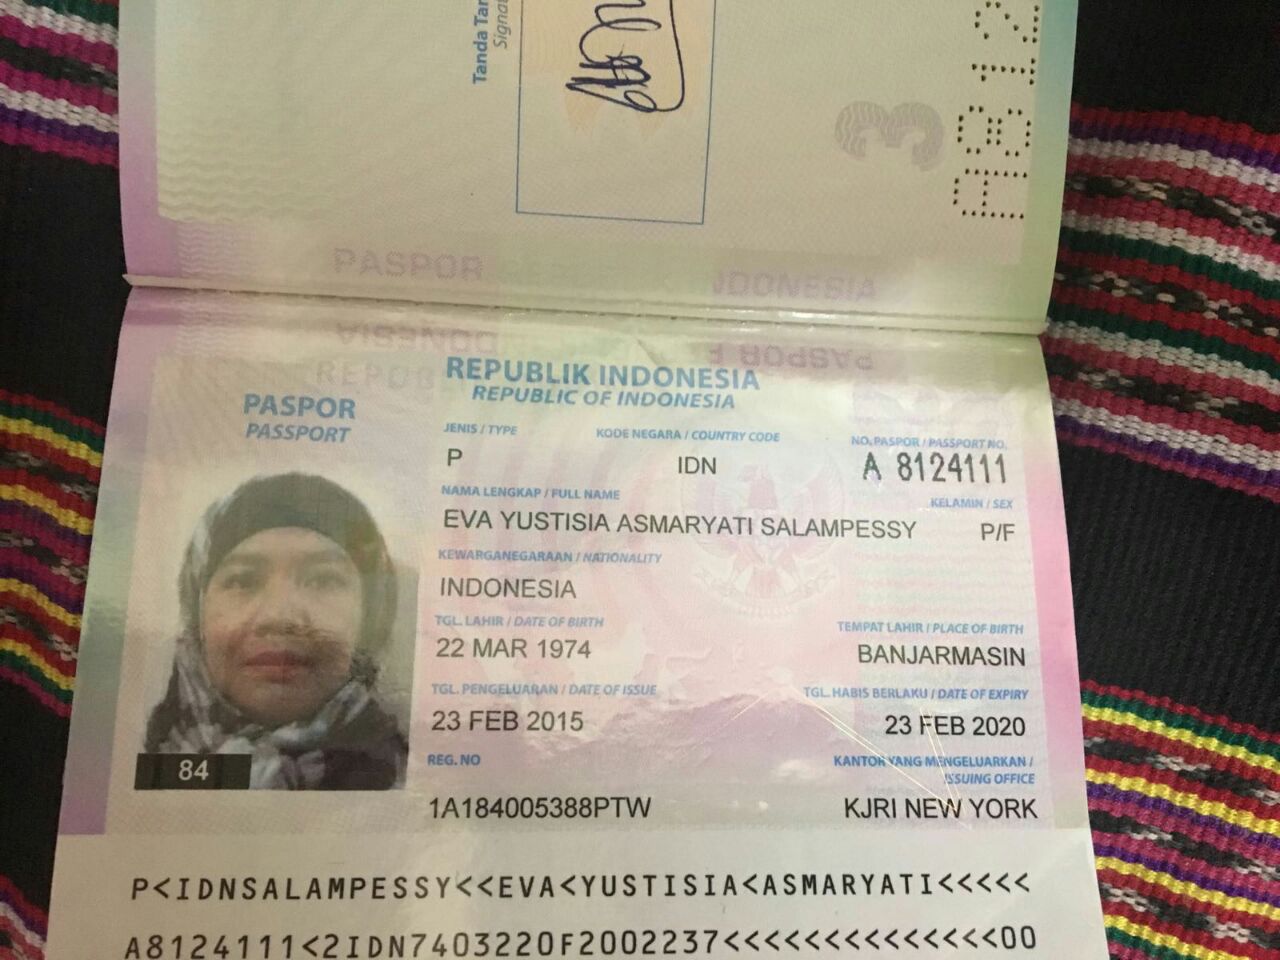 Tanda Tan
Signa
3
A812
PASPOR
INDONESIA
REPUBLIK INDONESIA
REPUBLIC OF INDONESIA
PASPOR
PASSPORT
JENIS / TYPE
KODE NEGARA / COUNTRY CODE
NO. PASPOR / PASSPORT NO.
P
IDN
A 8124111
NAMA LENGKAP / FULL NAME
KELAMIN / SEX
EVA YUSTISIA ASMARYATI SALAMPESSY
P/F
KEWARGANEGARAAN / NATIONALITY
INDONESIA
TGL. LAHIR / DATE OF BIRTH
TEMPAT LAHIR / PLACE OF BIRTH
22 MAR 1974
BANJARMASIN
TGL. PENGELUARAN / DATE OF ISSUE
TGL. HABIS BERLAKU / DATE OF EXPIRY
23 FEB 2015
23 FEB 2020
REG. NO
KANTOR YANG MENGELUARKAN /
ISSUING OFFICE
84
1A184005388PTW
KJRI NEW YORK
P<IDNSALAMPESSY<<EVA<YUSTISIA<ASMARYATI<<<<<
A8124111<2IDN7403220F2002237<<<<<<<<<<<<<<00